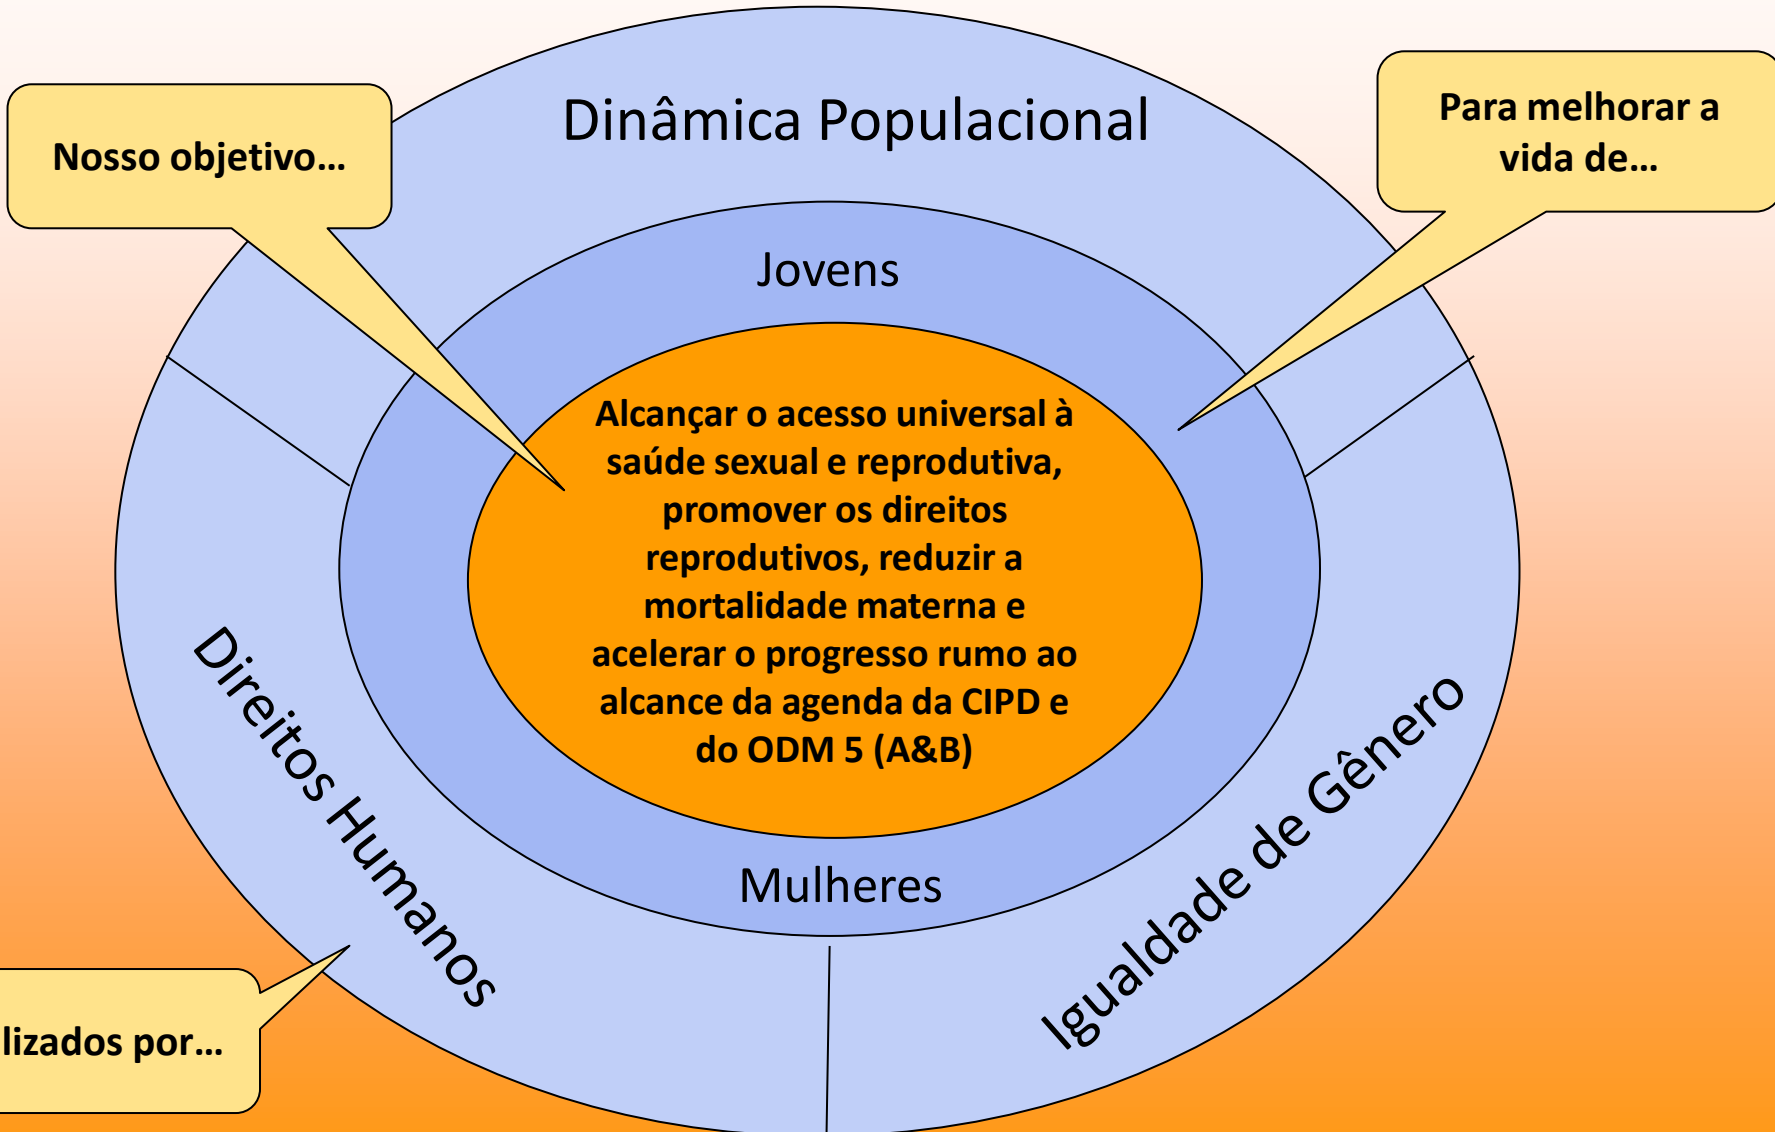 Dinâmica Populacional
Nosso objetivo...
Para melhorar a
vida de...
Jovens
Alcançar o acesso universal à
saúde sexual e reprodutiva,
promover os direitos
reprodutivos, reduzir a
mortalidade materna e
acelerar o progresso rumo ao
alcance da agenda da CIPD e
do ODM 5 (A&B)
Mulheres
Direitos Humanos
Igualdade de Gênero
lizados por...